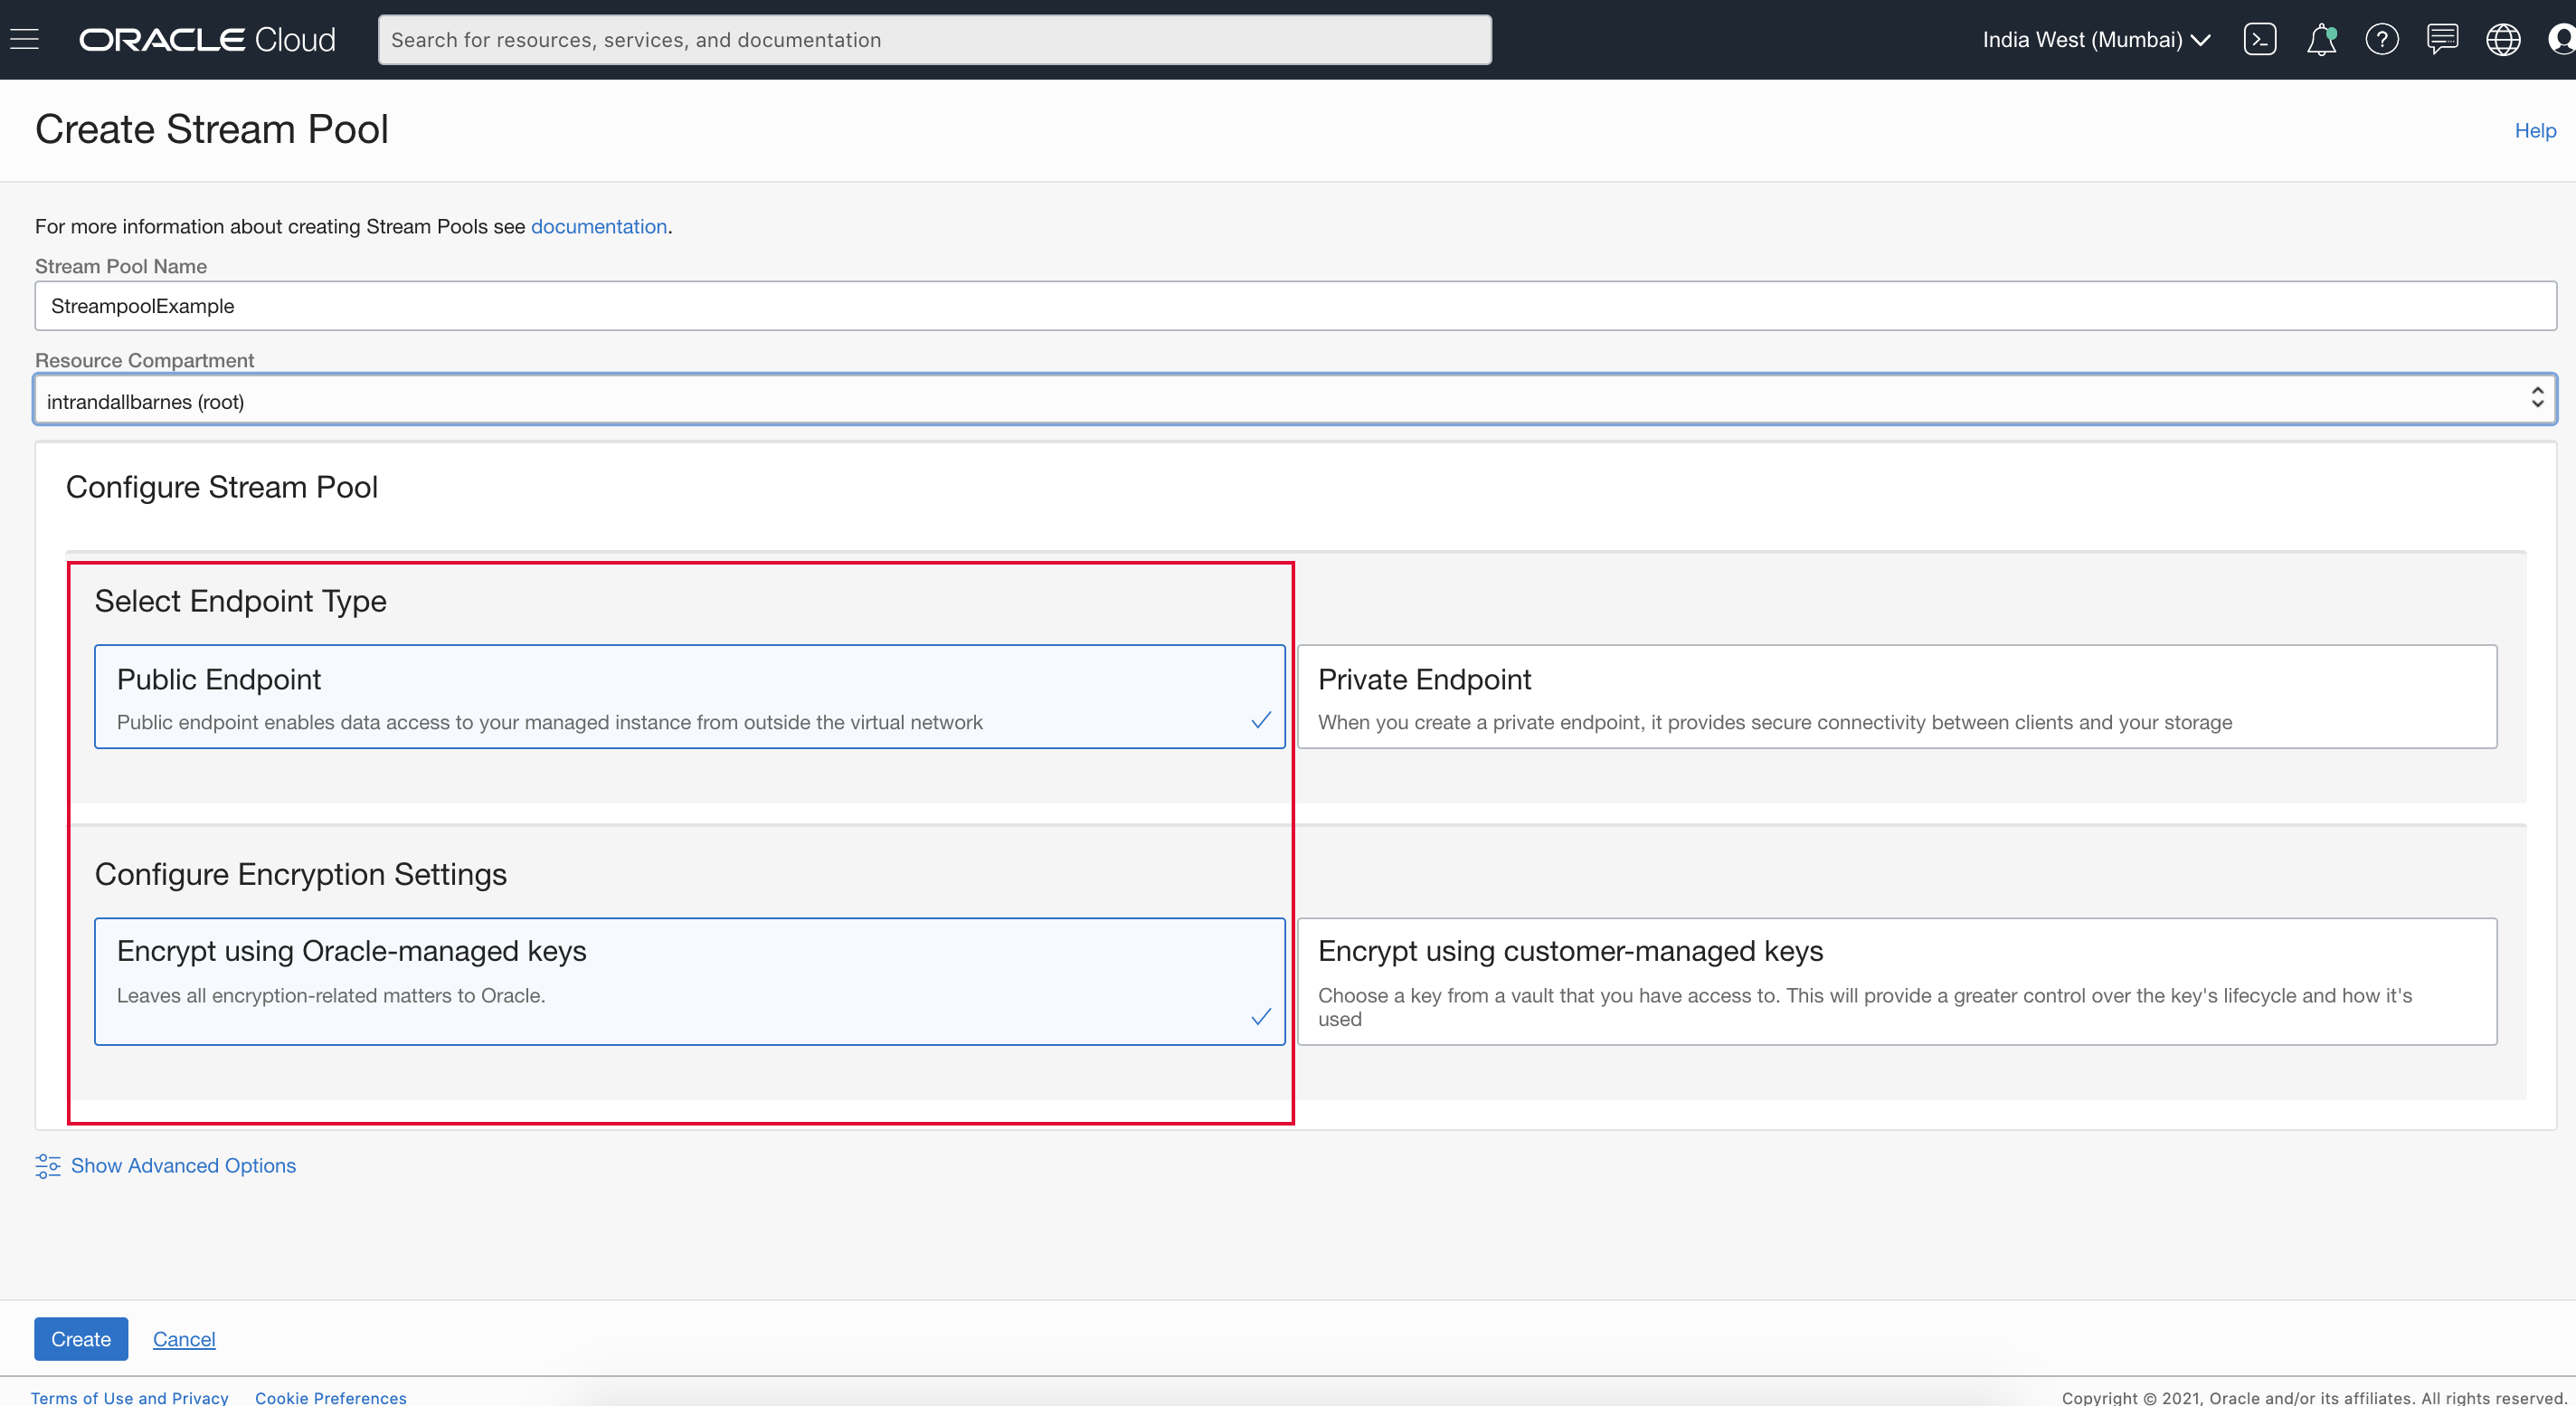 ORACLE Cloud
Search for resources, services, and documentation
India West (Mumbai)
Create Stream Pool
Help
For more information about creating Stream Pools see documentation.
Stream Pool Name
StreampoolExample
Resource Compartment
intrandallbarnes (root)
Configure Stream Pool
Select Endpoint Type
Public Endpoint
Public endpoint enables data access to your managed instance from outside the virtual network
Private Endpoint
When you create a private endpoint, it provides secure connectivity between clients and your storage
Configure Encryption Settings
Encrypt using Oracle-managed keys
Leaves all encryption-related matters to Oracle.
Encrypt using customer-managed keys
Choose a key from a vault that you have access to. This will provide a greater control over the key's lifecycle and how it's
used
Show Advanced Options
Create Cancel
Terms of Use and Privacy Cookie Preferences
Copyright © 2021, Oracle and/or its affiliates. All rights reserved.